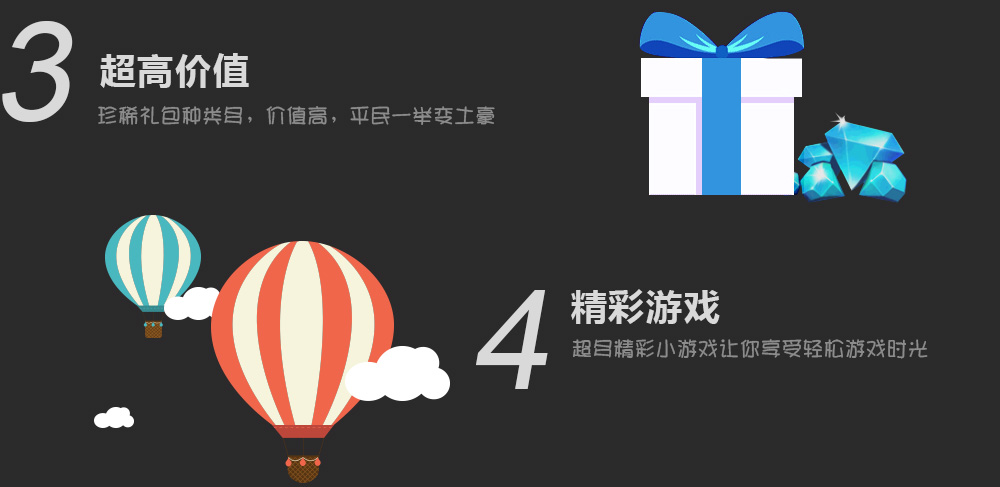 3
超高价值
珍稀礼包种类多，价值高，平民一举变土豪
4
精彩游戏
超多精彩小游戏让你享受轻松游戏时光